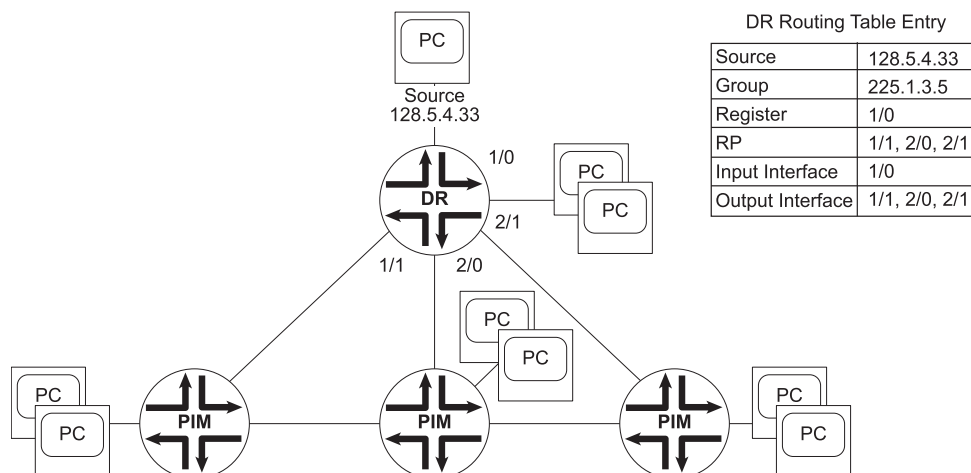 PC
Source
128.5.4.33
DR Routing Table Entry
Source 128.5.4.33
Group 225.1.3.5
Register 1/0
RP 1/1, 2/0, 2/1
Input Interface 1/0
Output Interface 1/1, 2/0, 2/1
1/0
DR
PC
PC
2/1
1/1
2/0
PC
PC
PC
PC
PIM
PIM
PIM
PC
PC